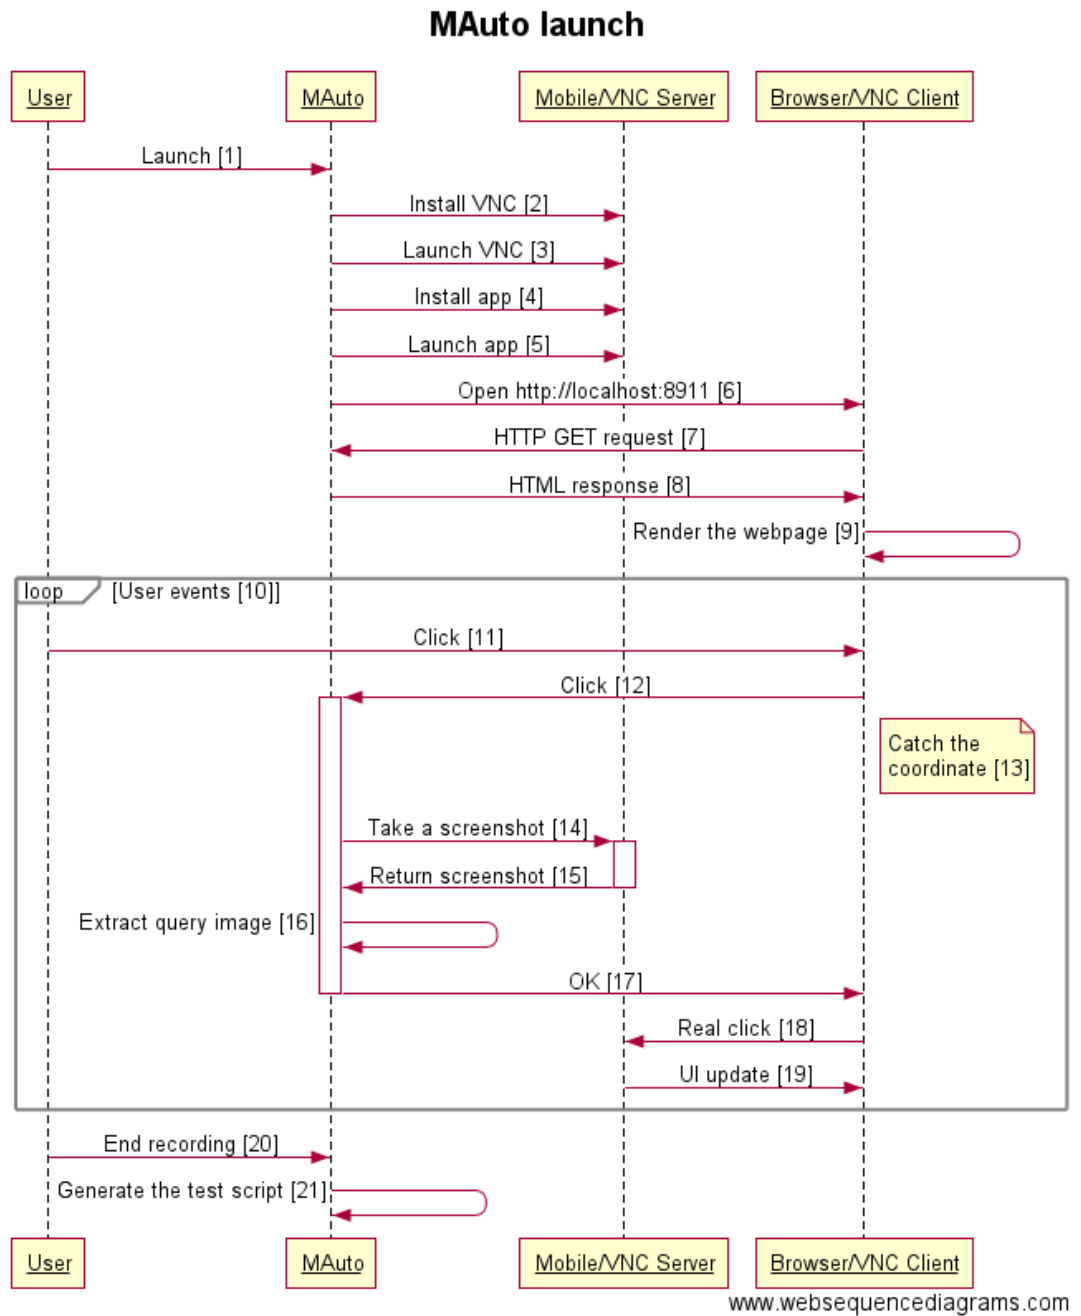 MAuto launch
User
MAuto
Mobile/VNC Server
Browser/VNC Client
Launch [1]
Install VNC [2]
Launch VNC [3]
Install app [4]
Launch app [5]
Open http://localhost:8911 [6]
HTTP GET request [7]
HTML response [8]
Render the webpage [9]
loop
[User events [10]]
Click [11]
Click [12]
Catch the
coordinate [13]
Take a screenshot [14]
Return screenshot [15]
Extract query image [16]
OK [17]
Real click [18]
UI update [19]
End recording [20]
Generate the test script [21]
User
MAuto
Mobile/VNC Server
Browser/VNC Client
www.websequencediagrams.com